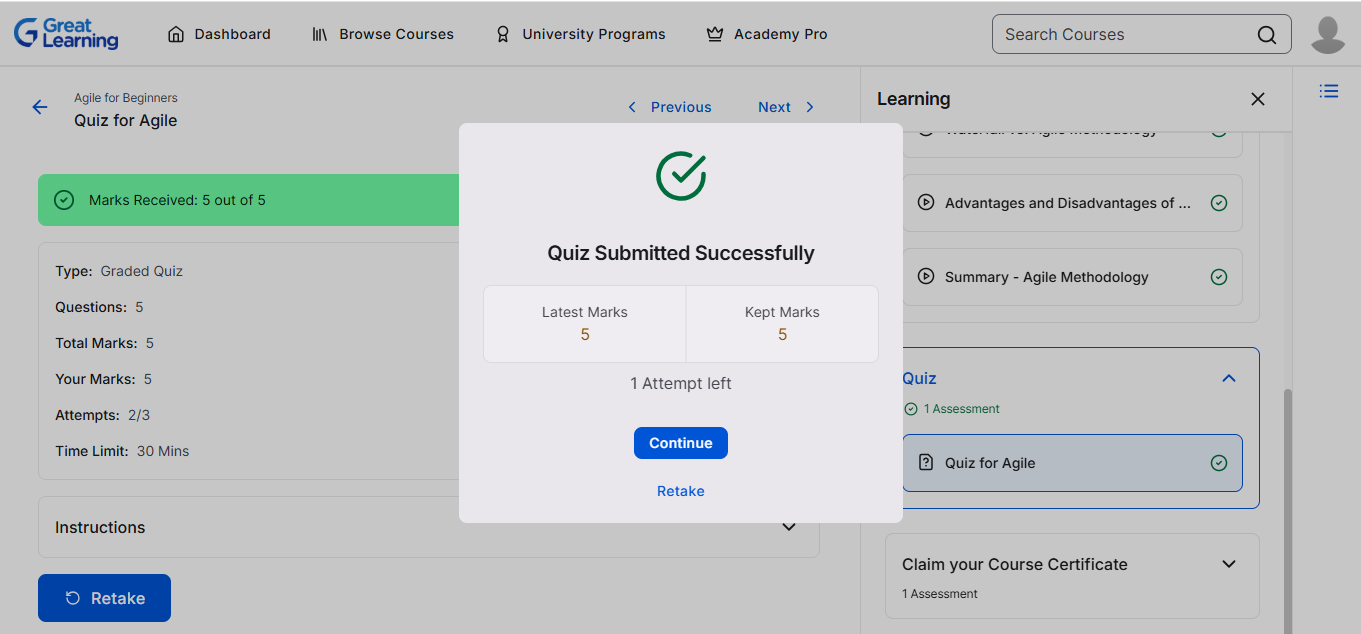 Great Learning
Dashboard
Browse Courses
University Programs
Academy Pro
Search Courses
Agile for Beginners
Quiz for Agile
Previous
Next
Marks Received: 5 out of 5
Type: Graded Quiz
Questions: 5
Total Marks: 5
Your Marks: 5
Attempts: 2/3
Time Limit: 30 Mins
Instructions
Retake
Quiz Submitted Successfully
Latest Marks
5
Kept Marks
5
1 Attempt left
Continue
Retake
Learning
Waterfall vs. Agile Methodology
Advantages and Disadvantages of ...
Summary - Agile Methodology
Quiz
1 Assessment
Quiz for Agile
Claim your Course Certificate
1 Assessment